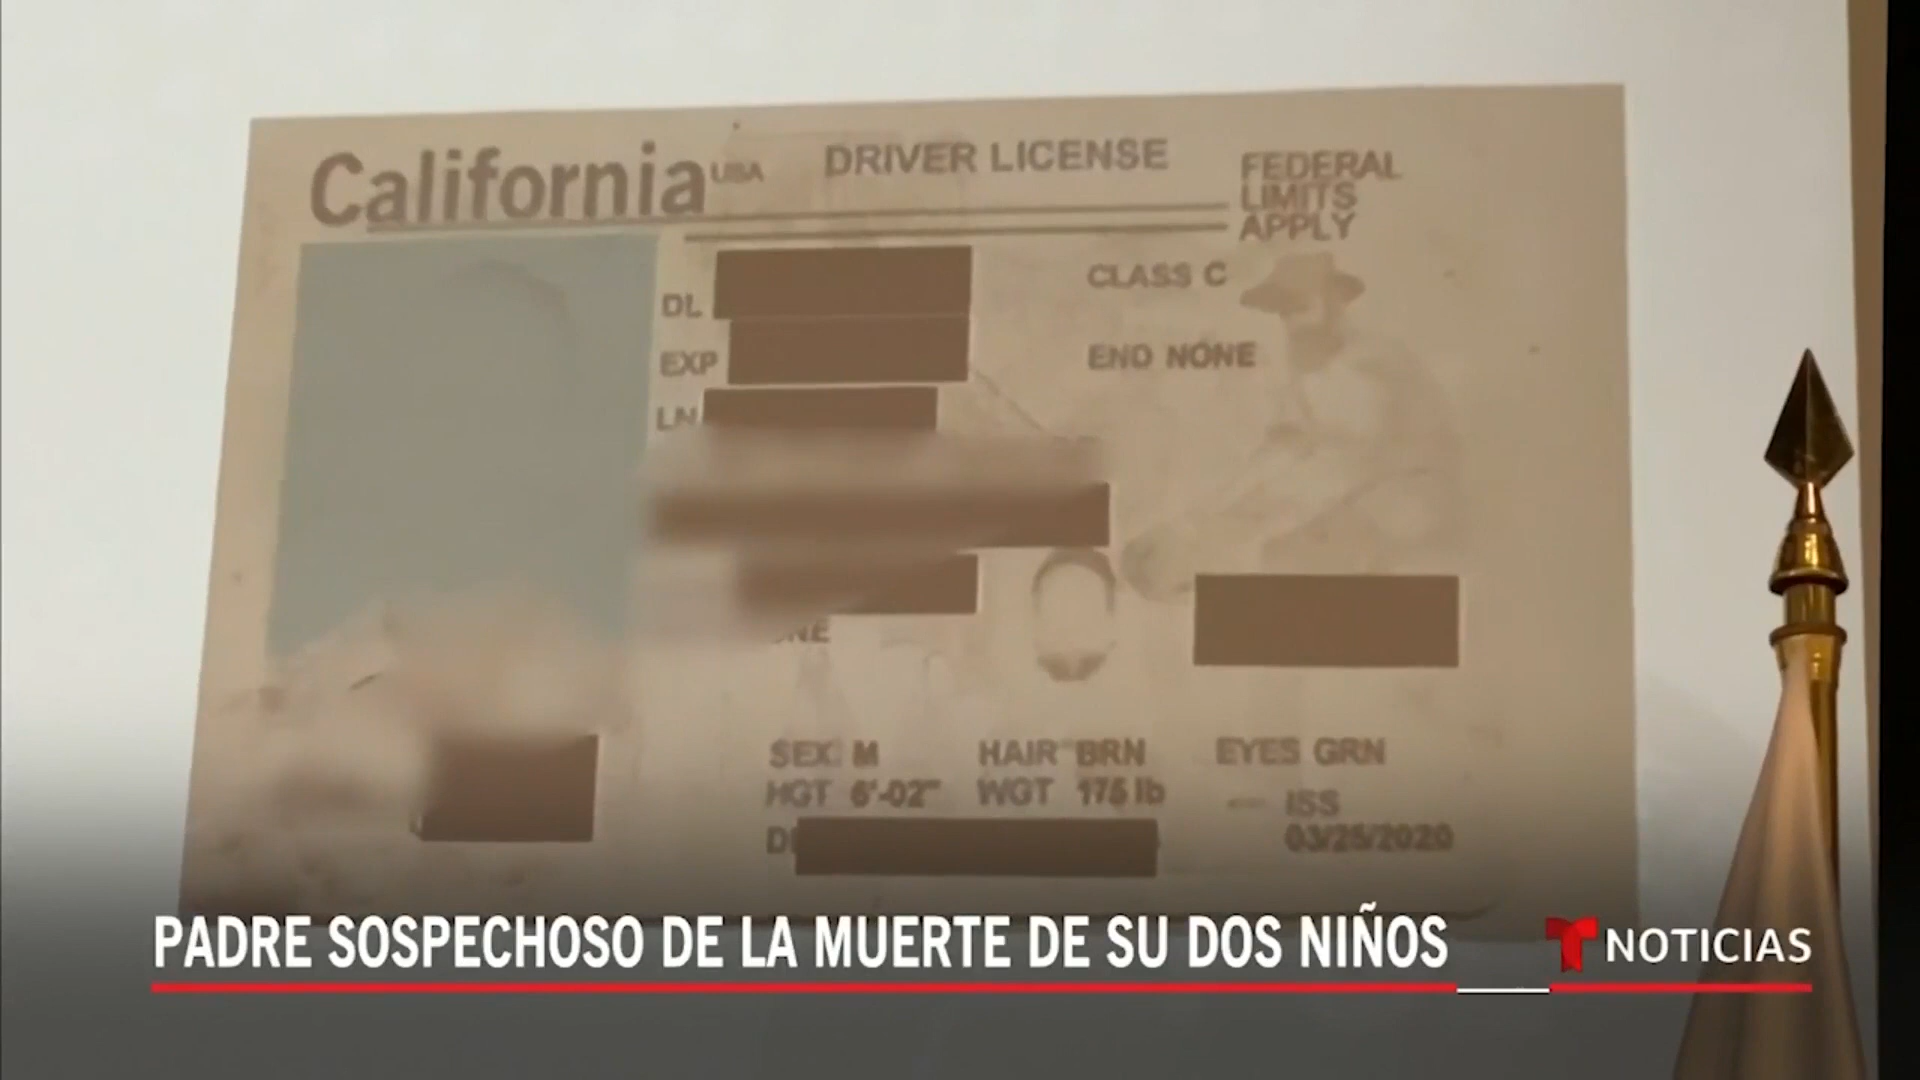 California USA DRIVER LICENSE
FEDERAL
LIMITS
APPLY
DL
CLASS C
EXP
END NONE
LN
SEX M HAIR BRN EYES GRN
HGT 6'-02" WGT 175 lb
ISS
03/25/2020
PADRE SOSPECHOSO DE LA MUERTE DE SU DOS NIÑOS
NOTICIAS